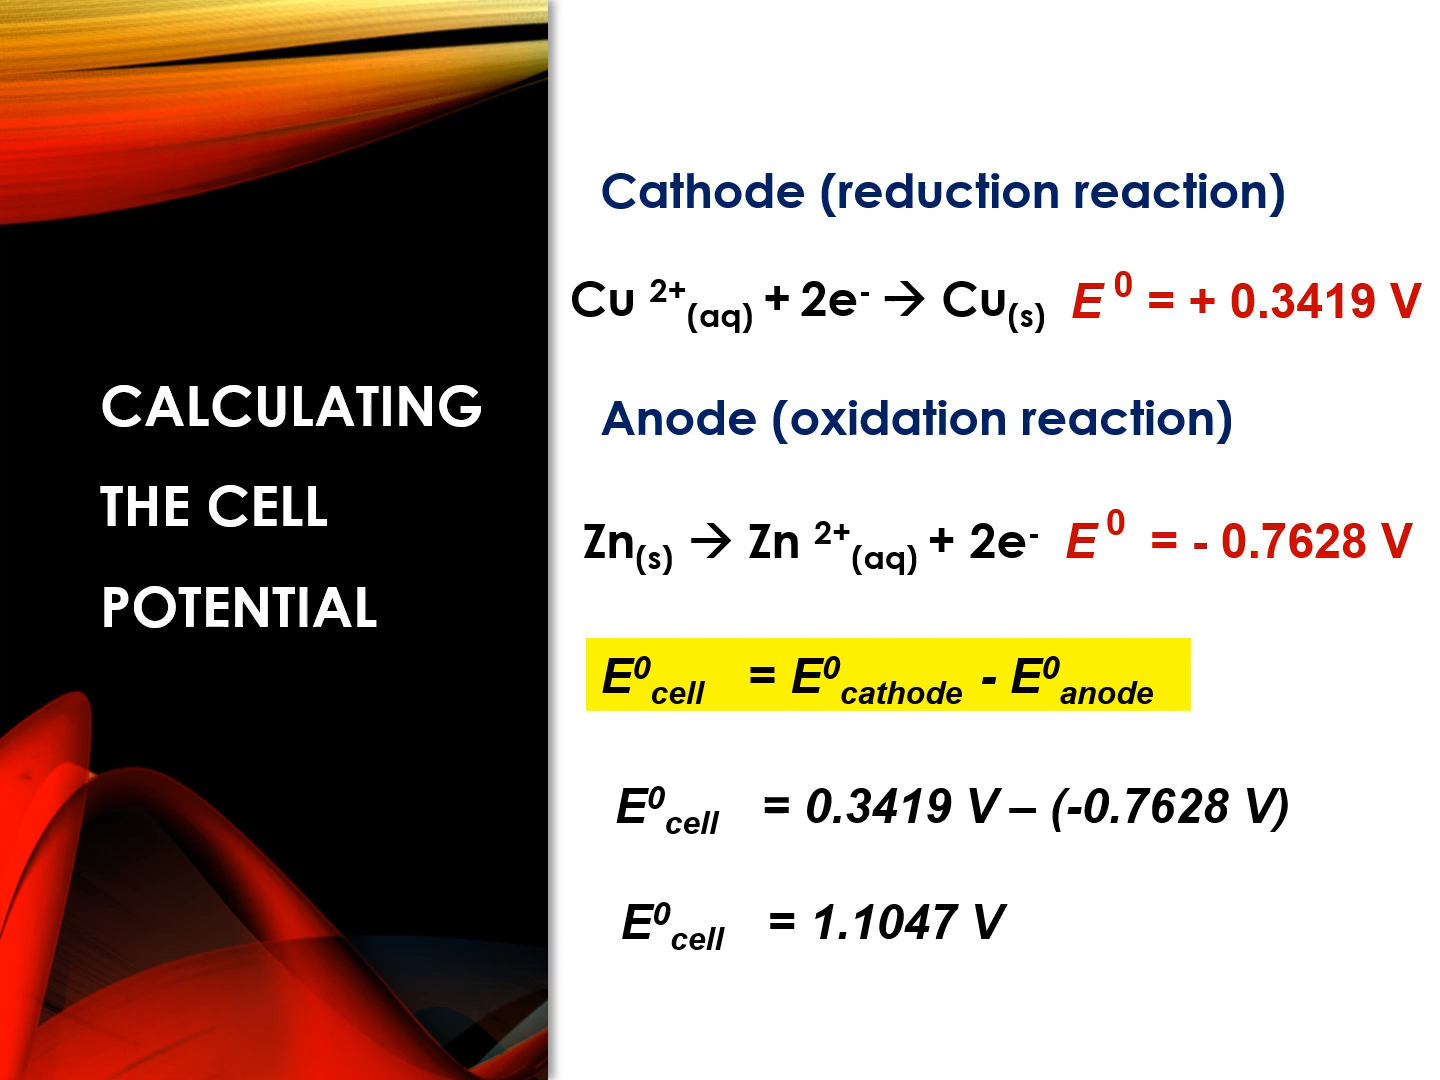 CALCULATING
THE CELL
POTENTIAL
Cathode (reduction reaction)
Cu ²⁺(aq) + 2e⁻ → Cu(s) E ⁰ = + 0.3419 V
Anode (oxidation reaction)
Zn(s) → Zn ²⁺(aq) + 2e⁻ E ⁰ = - 0.7628 V
E⁰cell = E⁰cathode - E⁰anode
E⁰cell = 0.3419 V – (-0.7628 V)
E⁰cell = 1.1047 V